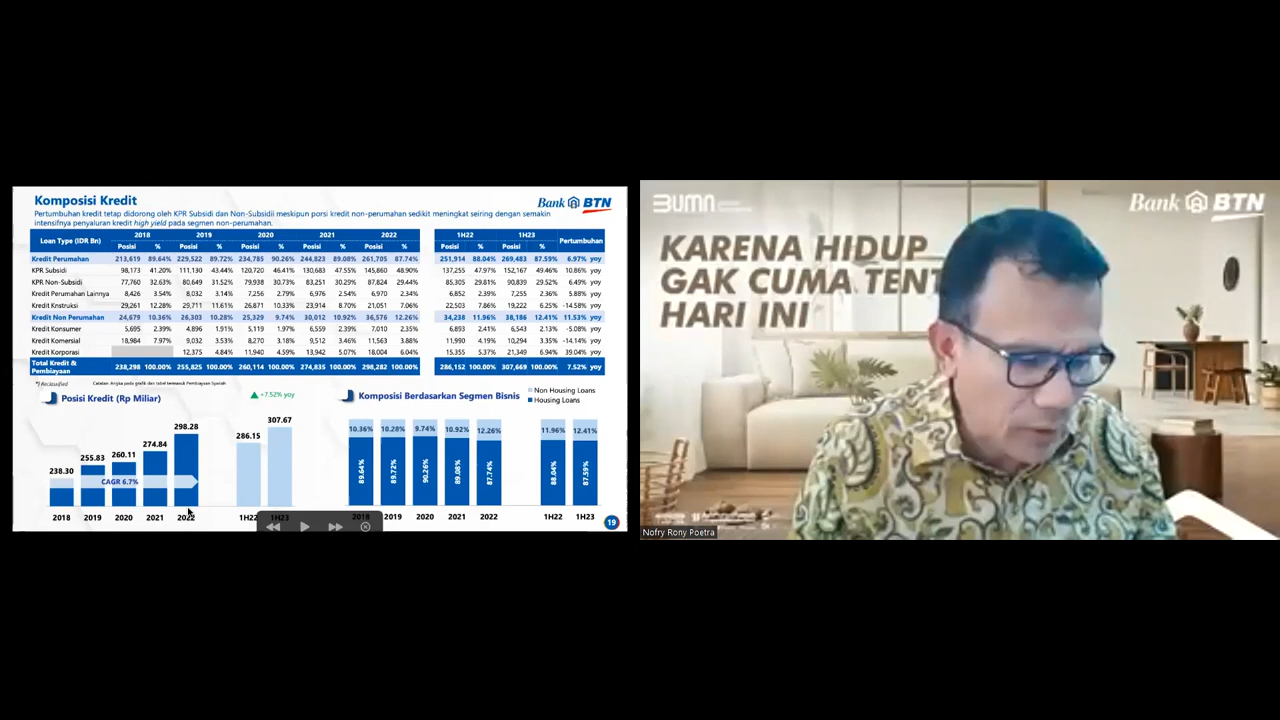 Komposisi Kredit
Bank BTN
Pertumbuhan kredit tetap didorong oleh KPR Subsidi dan Non-Subsidii meskipun porsi kredit non-perumahan sedikit meningkat seiring dengan semakin
intensifnya penyaluran kredit high yield pada segmen non-perumahan.
Loan Type (IDR Bn) 2018 2019 2020 2021 2022 1H22 1H23 Pertumbuhan
Posisi % Posisi % Posisi % Posisi % Posisi % Posisi % Posisi %
Kredit Perumahan 213,619 89.64% 229,522 89.72% 234,785 90.26% 244,823 89.08% 261,705 87.74% 251,914 88.04% 269,483 87.59% 6.97% yoy
KPR Subsidi 98,173 41.20% 111,130 43.44% 120,720 46.41% 130,683 47.55% 145,860 48.90% 137,255 47.97% 152,167 49.46% 10.86% yoy
KPR Non-Subsidi 77,760 32.63% 80,649 31.52% 79,938 30.73% 83,251 30.29% 87,824 29.44% 85,305 29.81% 90,839 29.52% 6.49% yoy
Kredit Perumahan Lainnya 8,426 3.54% 8,032 3.14% 7,256 2.79% 6,976 2.54% 6,970 2.34% 6,852 2.39% 7,255 2.36% 5.88% yoy
Kredit Knstruksi 29,261 12.28% 29,711 11.61% 26,871 10.33% 23,914 8.70% 21,051 7.06% 22,503 7.86% 19,222 6.25% -14.58% yoy
Kredit Non Perumahan 24,679 10.36% 26,303 10.28% 25,329 9.74% 30,012 10.92% 36,576 12.26% 34,238 11.96% 38,186 12.41% 11.53% yoy
Kredit Konsumer 5,695 2.39% 4,896 1.91% 5,119 1.97% 6,559 2.39% 7,010 2.35% 6,893 2.41% 6,543 2.13% -5.08% yoy
Kredit Komersial 18,984 7.97% 9,032 3.53% 8,270 3.18% 9,512 3.46% 11,563 3.88% 11,990 4.19% 10,294 3.35% -14.14% yoy
Kredit Korporasi 12,375 4.84% 11,940 4.59% 13,942 5.07% 18,004 6.04% 15,355 5.37% 21,349 6.94% 39.04% yoy
Total Kredit &
Pembiayaan 238,298 100.00% 255,825 100.00% 260,114 100.00% 274,835 100.00% 298,282 100.00% 286,152 100.00% 307,669 100.00% 7.52% yoy
*) Reclassified Catatan: Angka pada grafik dan tabel termasuk Pembiayaan Syariah
Posisi Kredit (Rp Miliar)
+7.52% yoy
238.30 255.83 260.11 274.84 298.28 286.15 307.67
CAGR 6.7%
2018 2019 2020 2021 2022 1H22 1H23
Komposisi Berdasarkan Segmen Bisnis
Non Housing Loans
Housing Loans
10.36% 10.28% 9.74% 10.92% 12.26% 11.96% 12.41%
89.64% 89.72% 90.26% 89.08% 87.74% 88.04% 87.59%
2018 2019 2020 2021 2022 1H22 1H23
19
BUMN
Bank BTN
KARENA HIDUP
GAK CUMA TENT
HARI INI
Nofry Rony Poetra